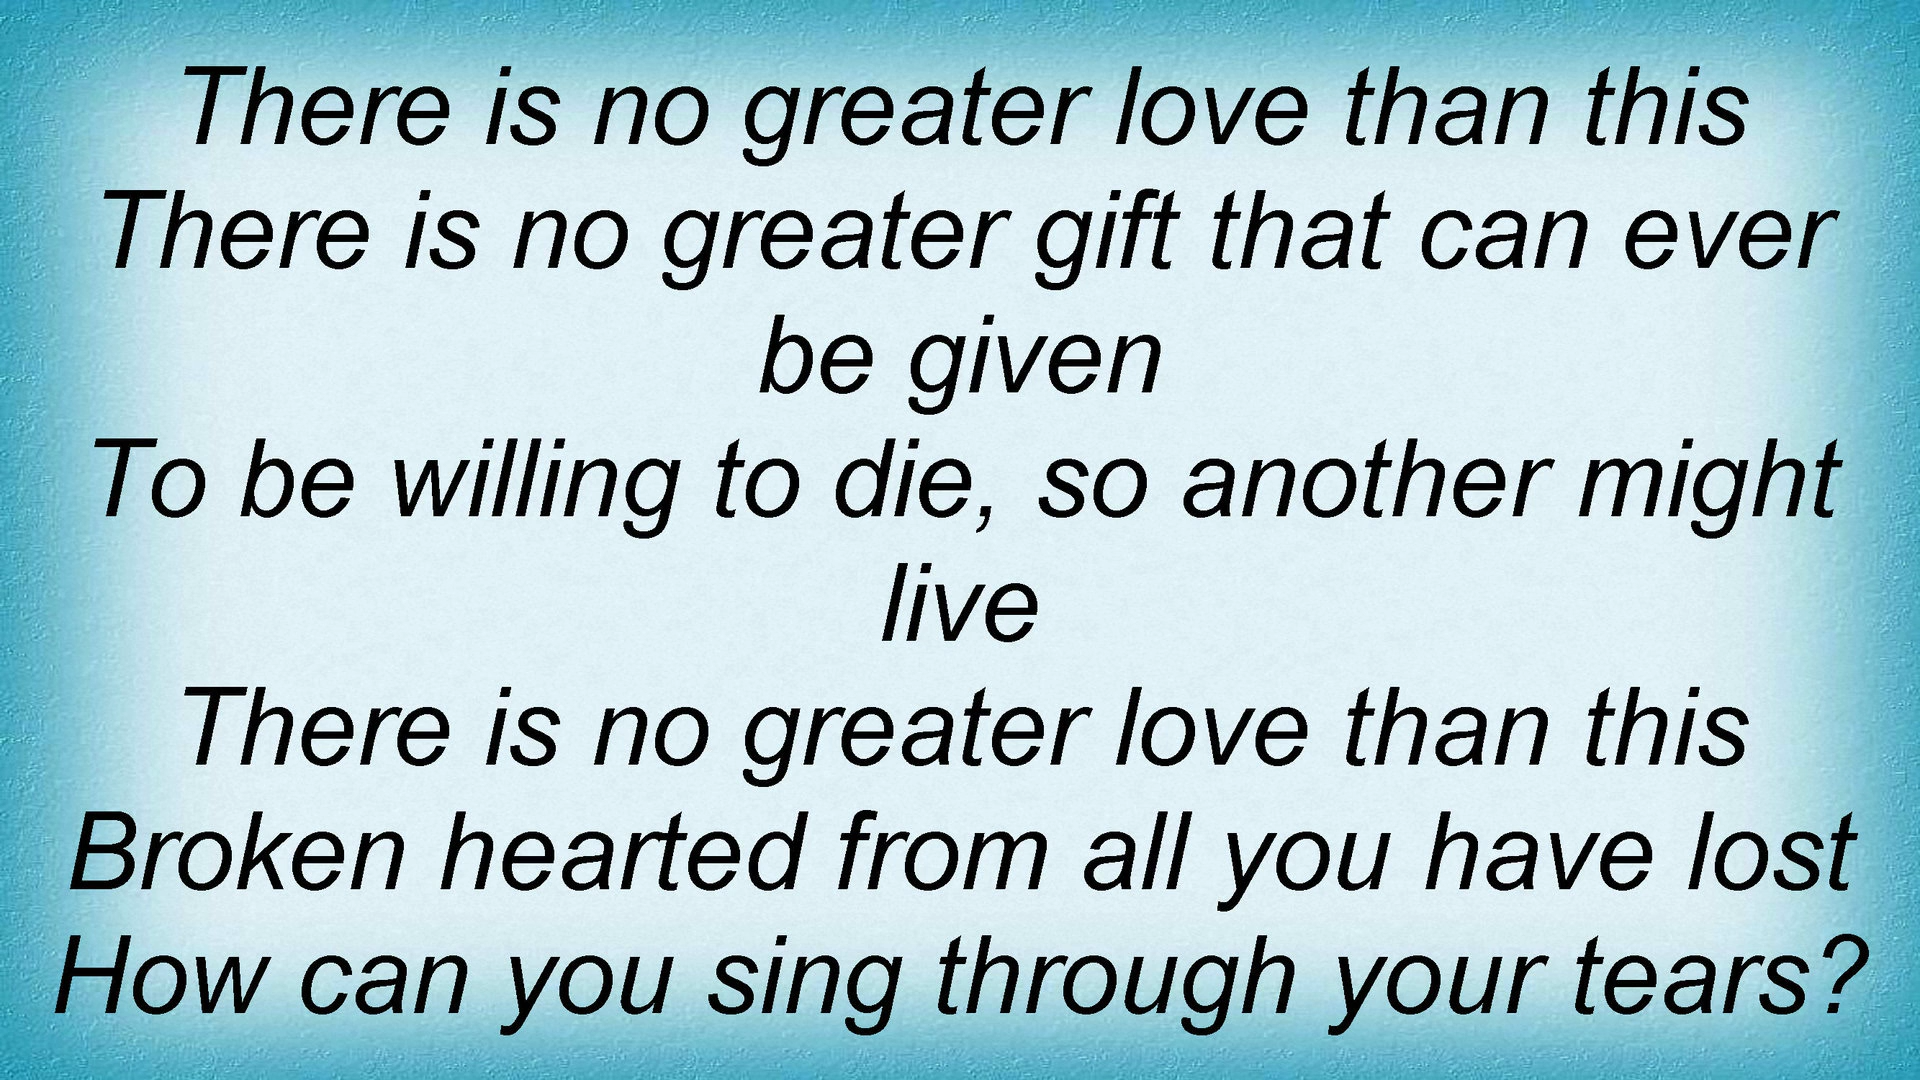 There is no greater love than this
There is no greater gift that can ever
be given
To be willing to die, so another might
live
There is no greater love than this
Broken hearted from all you have lost
How can you sing through your tears?